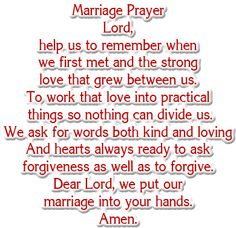 Marriage Prayer
Lord,
help us to remember when
we first met and the strong
love that grew between us.
To work that love into practical
things so nothing can divide us.
We ask for words both kind and loving
And hearts always ready to ask
forgiveness as well as to forgive.
Dear Lord, we put our
marriage into your hands.
Amen.